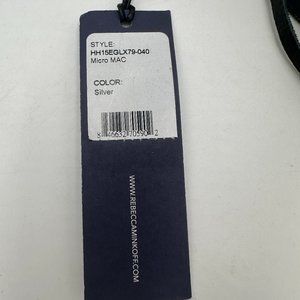 STYLE:
HH15EGLX79-040
Micro MAC
COLOR:
Silver
WWW.REBECCAMINKOFF.COM